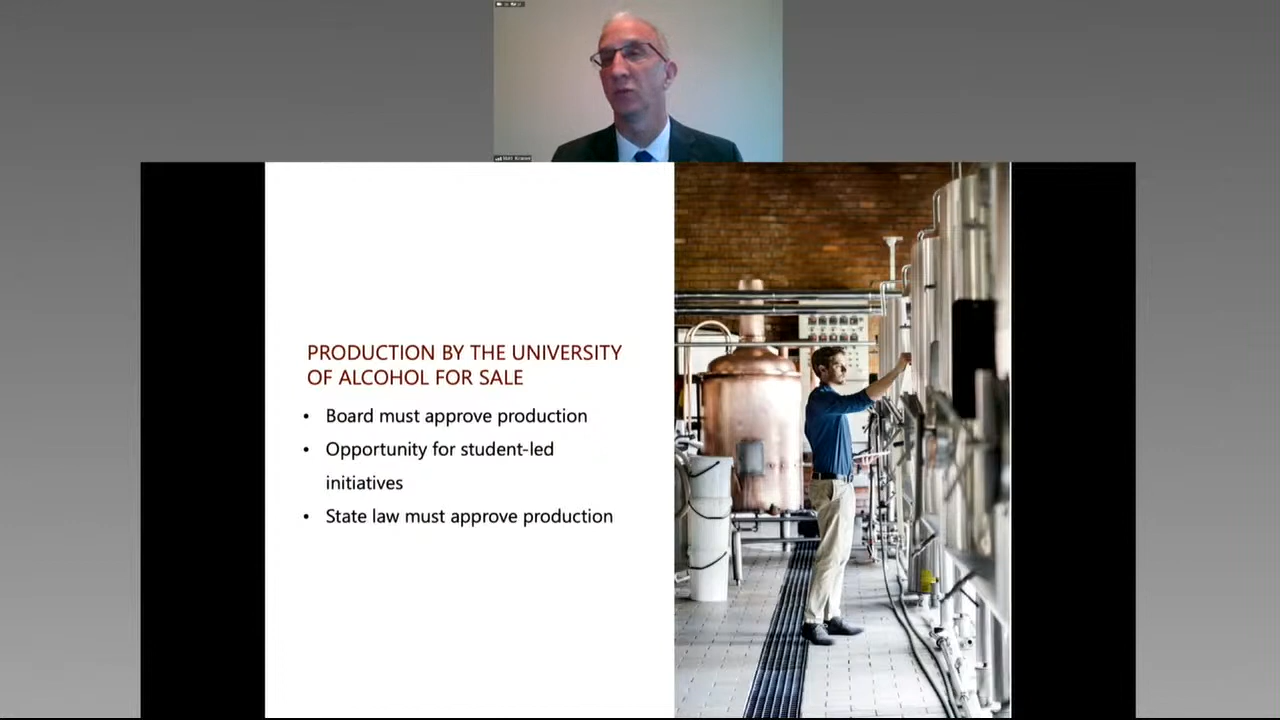 PRODUCTION BY THE UNIVERSITY
OF ALCOHOL FOR SALE
• Board must approve production
• Opportunity for student-led
initiatives
• State law must approve production